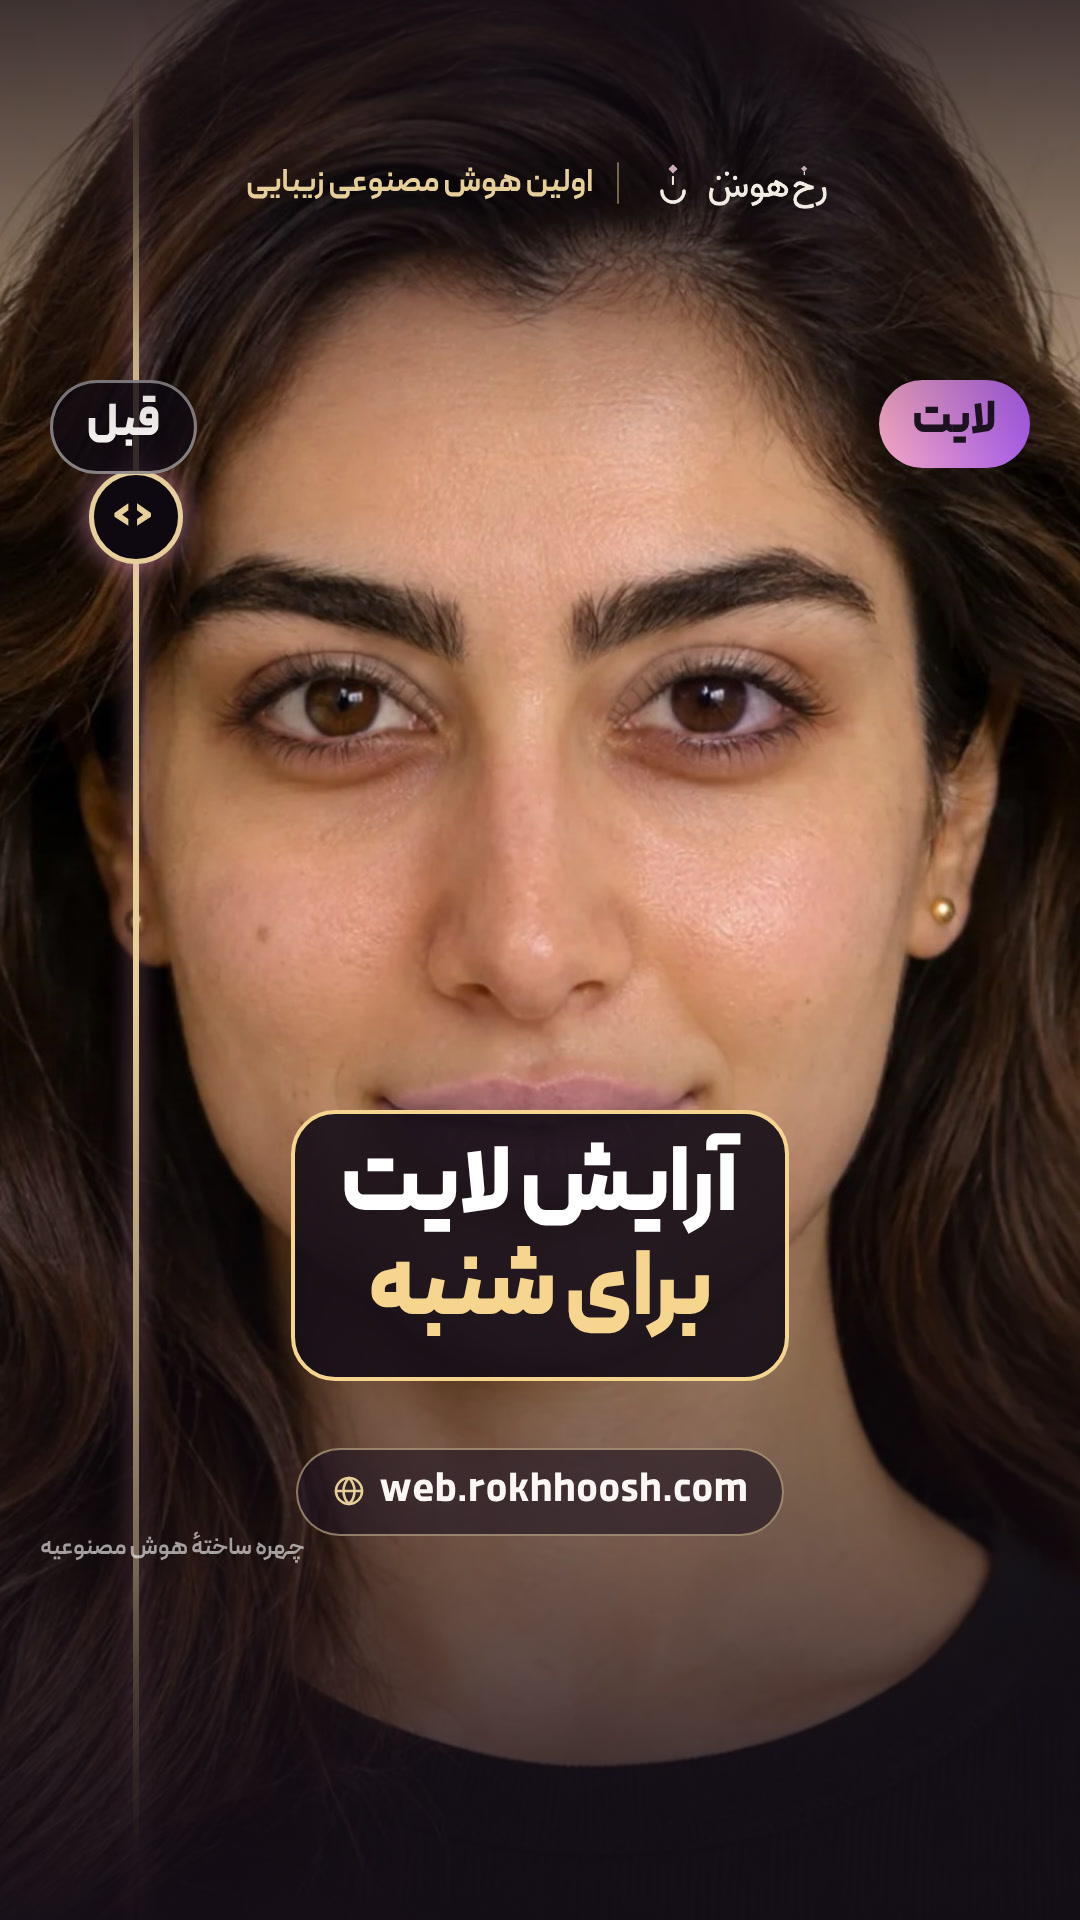 رخ هوش | اولین هوش مصنوعی زیبایی
لایت
قبل
آرایش لایت
برای شنبه
web.rokhhoosh.com
چهره ساختهٔ هوش مصنوعیه